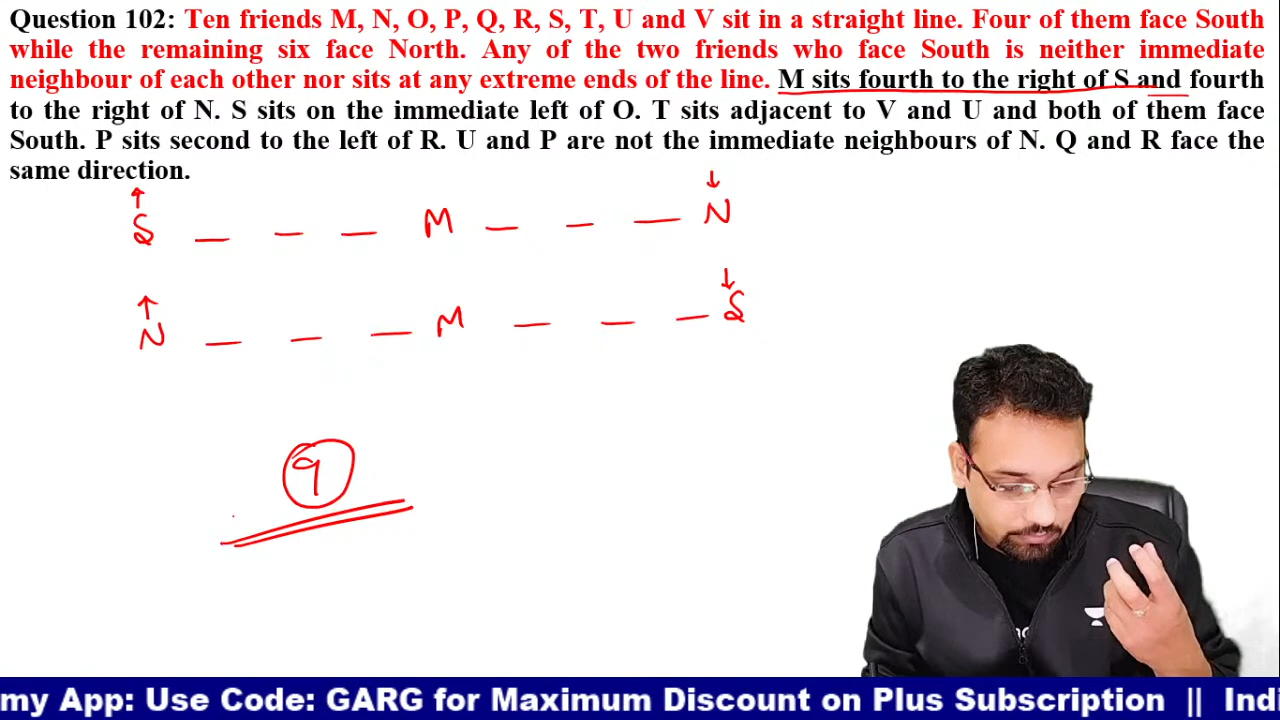 Question 102: Ten friends M, N, O, P, Q, R, S, T, U and V sit in a straight line. Four of them face South
while the remaining six face North. Any of the two friends who face South is neither immediate
neighbour of each other nor sits at any extreme ends of the line. M sits fourth to the right of S and fourth
to the right of N. S sits on the immediate left of O. T sits adjacent to V and U and both of them face
South. P sits second to the left of R. U and P are not the immediate neighbours of N. Q and R face the
same direction.
↑ ↓
S _ _ _ M _ _ _ N
↑ ↓
N _ _ _ M _ _ _ S
9
my App: Use Code: GARG for Maximum Discount on Plus Subscription || Indi